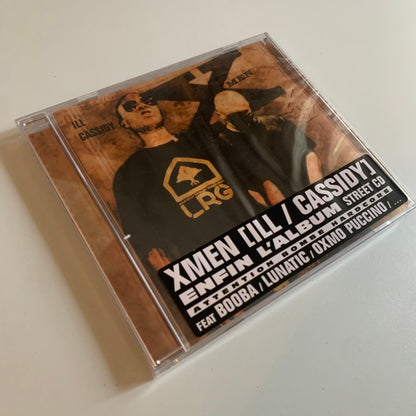 ILL
CASSIDY
X MEN
LRG
XMEN [ILL / CASSIDY]
ENFIN L'ALBUM STREET CD
ATTENTION BOMBE HARDCORE
FEAT BOOBA / LUNATIC / OXMO PUCCINO / ...